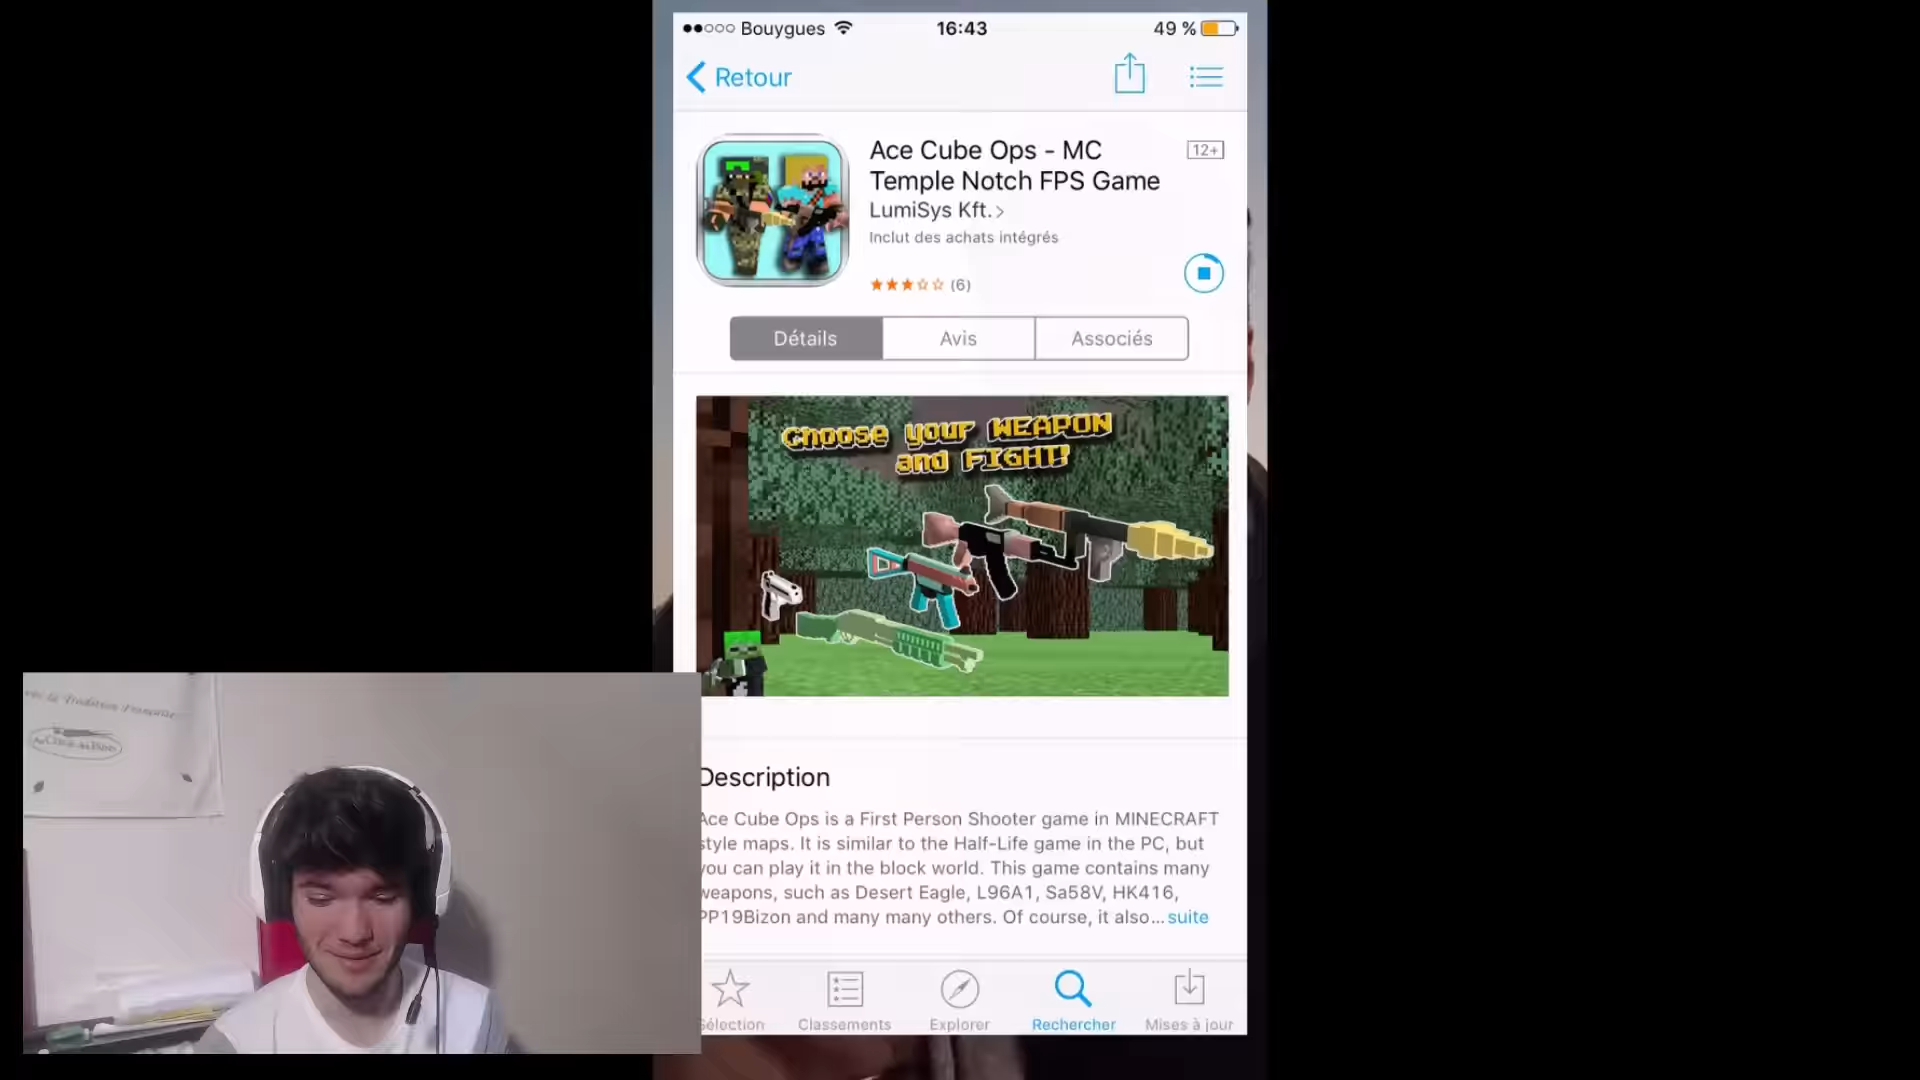 Bouygues 16:43 49 %
Retour
Ace Cube Ops - MC
Temple Notch FPS Game
12+
LumiSys Kft. >
Inclut des achats intégrés
★★★☆☆ (6)
Détails Avis Associés
Choose your WEAPON
and FIGHT!
Description
Ace Cube Ops is a First Person Shooter game in MINECRAFT
style maps. It is similar to the Half-Life game in the PC, but
you can play it in the block world. This game contains many
weapons, such as Desert Eagle, L96A1, Sa58V, HK416,
PP19Bizon and many many others. Of course, it also... suite
Sélection Classements Explorer Rechercher Mises à jour
la Tradition Française